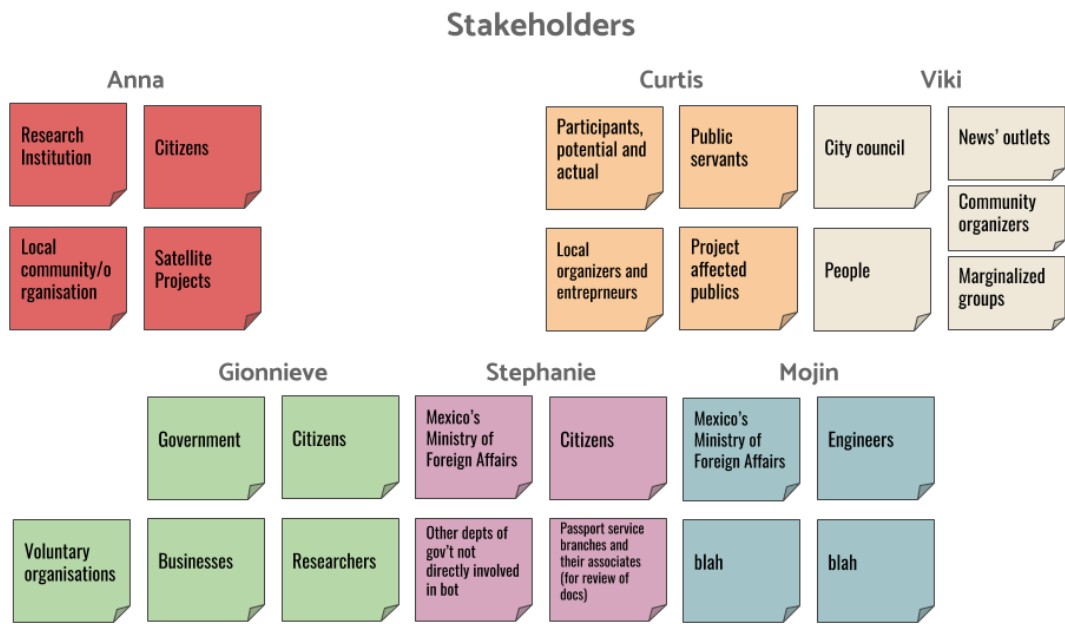 Stakeholders
Anna
Research
Institution
Citizens
Local
community/o
rganisation
Satellite
Projects
Curtis
Participants,
potential and
actual
Public
servants
Local
organizers and
entreprneurs
Project
affected
publics
Viki
City council
News' outlets
Community
organizers
People
Marginalized
groups
Gionnieve
Government
Citizens
Voluntary
organisations
Businesses
Researchers
Stephanie
Mexico's
Ministry of
Foreign Affairs
Citizens
Other depts of
gov't not
directly involved
in bot
Passport service
branches and
their associates
(for review of
docs)
Mojin
Mexico's
Ministry of
Foreign Affairs
Engineers
blah
blah